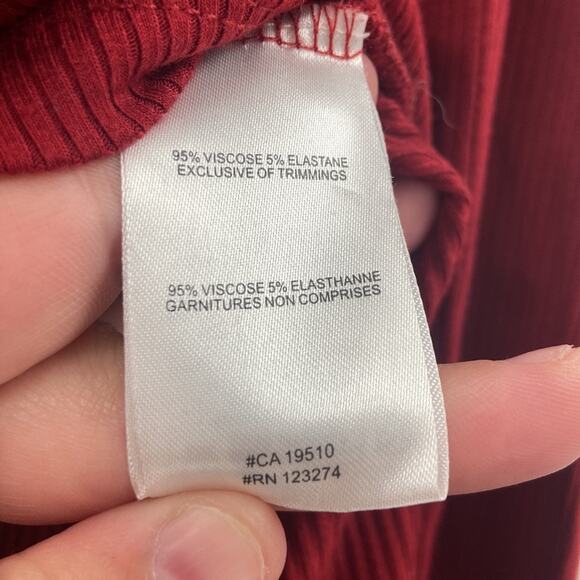 95% VISCOSE 5% ELASTANE
EXCLUSIVE OF TRIMMINGS
95% VISCOSE 5% ELASTHANNE
GARNITURES NON COMPRISES
#CA 19510
#RN 123274